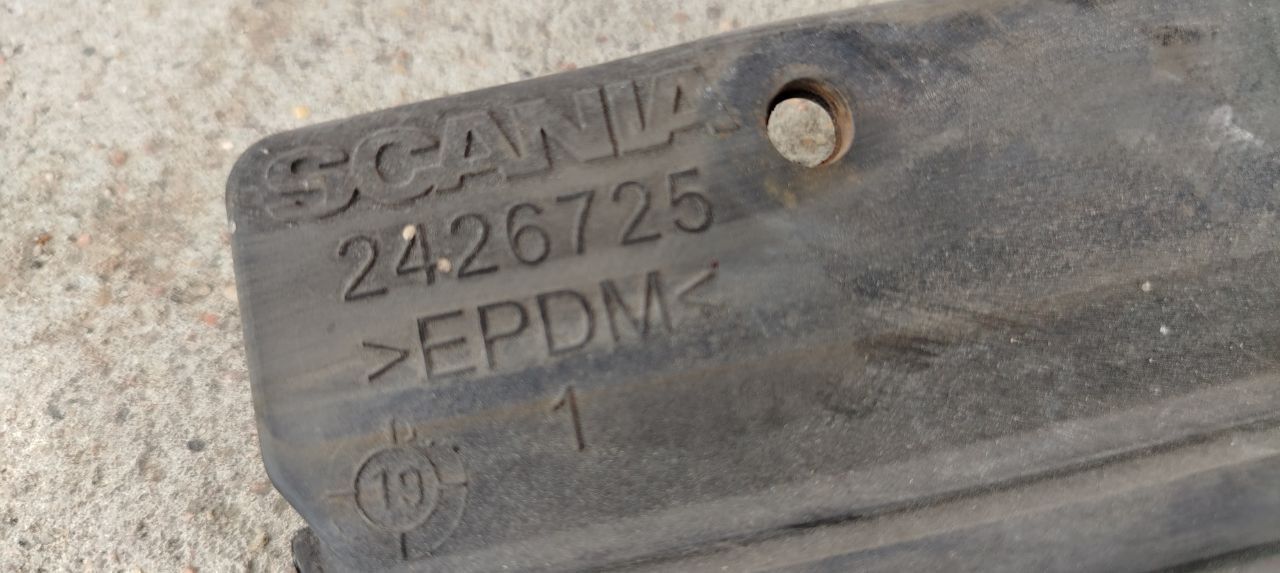 SCANIA
2426725
>EPDM<
1
19